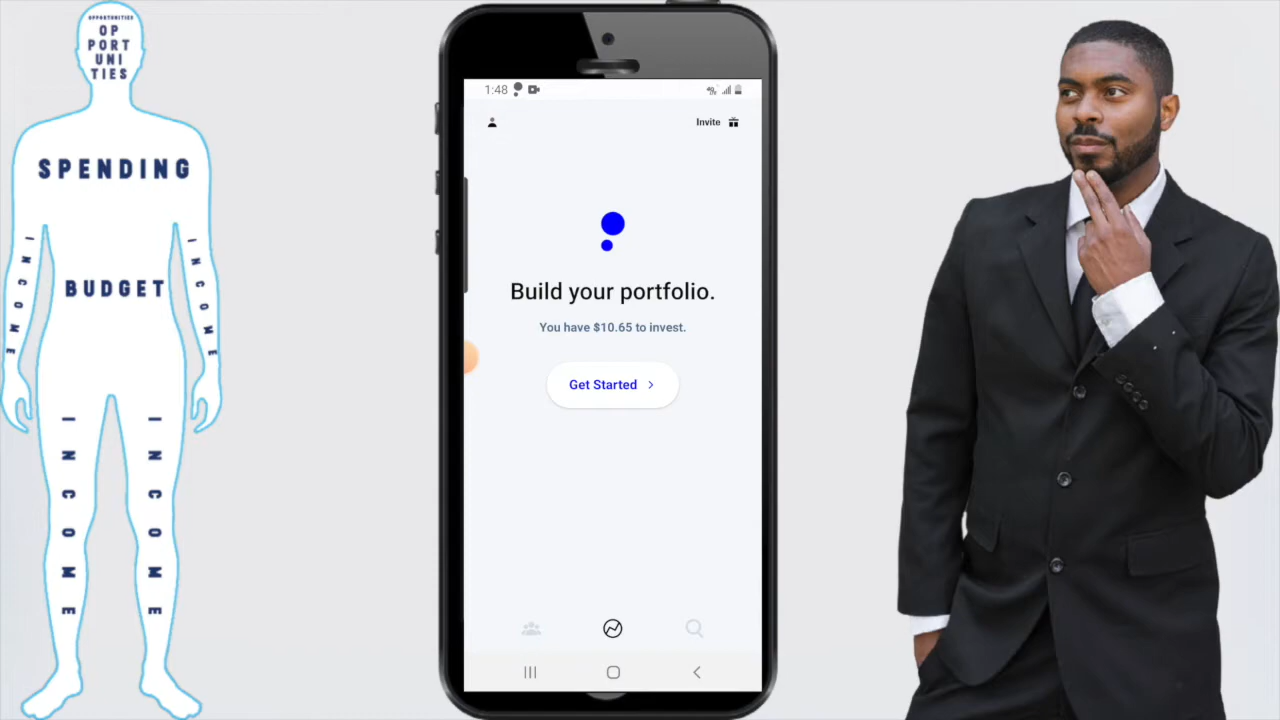 OPPORTUNITIES
OP
PORT
UNI
TIES
SPENDING
INCOME
INCOME
BUDGET
INCOME
INCOME
1:48
Invite
Build your portfolio.
You have $10.65 to invest.
Get Started